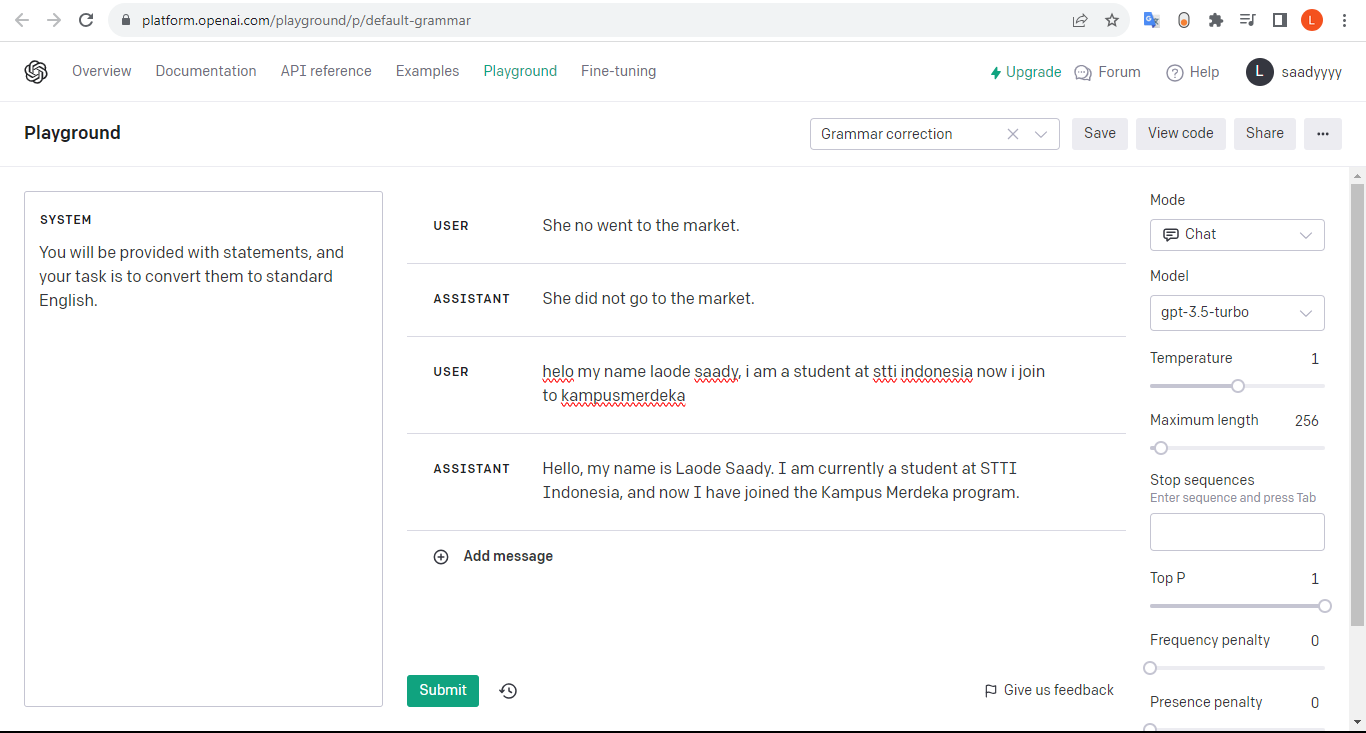 platform.openai.com/playground/p/default-grammar
L
Overview Documentation API reference Examples Playground Fine-tuning
Upgrade Forum Help L saadyyyy
Playground
Grammar correction
Save View code Share ...
SYSTEM
You will be provided with statements, and
your task is to convert them to standard
English.
USER She no went to the market.
ASSISTANT She did not go to the market.
USER helo my name laode saady, i am a student at stti indonesia now i join
to kampusmerdeka
ASSISTANT Hello, my name is Laode Saady. I am currently a student at STTI
Indonesia, and now I have joined the Kampus Merdeka program.
Add message
Submit
Give us feedback
Mode
Chat
Model
gpt-3.5-turbo
Temperature 1
Maximum length 256
Stop sequences
Enter sequence and press Tab
Top P 1
Frequency penalty 0
Presence penalty 0